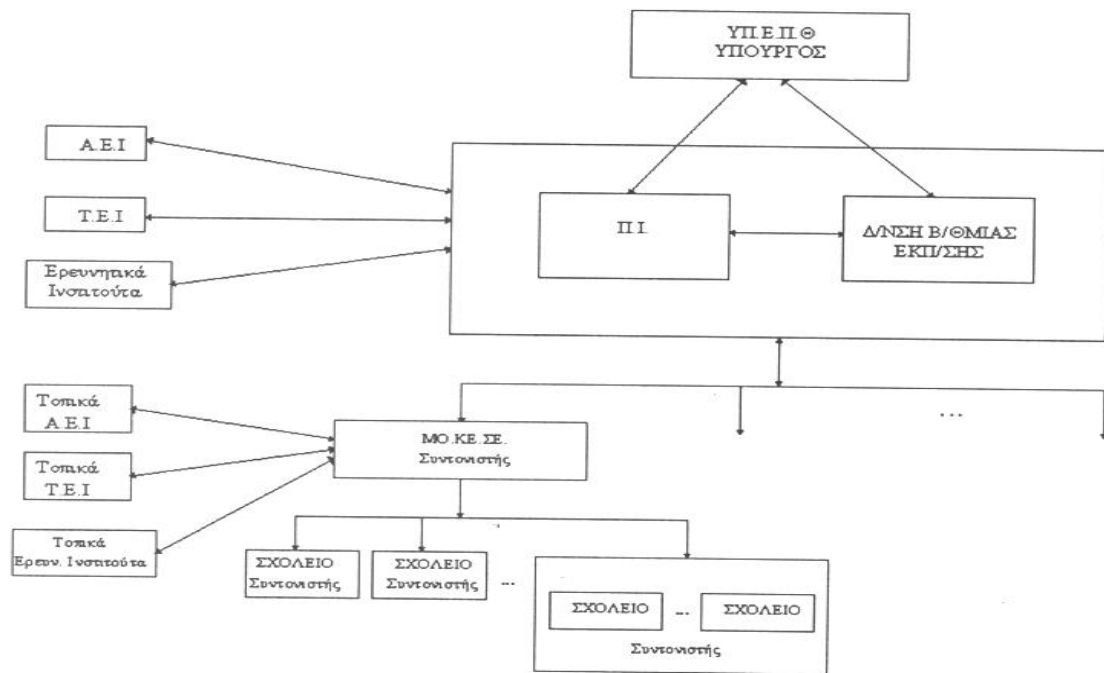 ΥΠ.Ε.Π.Θ
ΥΠΟΥΡΓΟΣ
Α.Ε.Ι
Τ.Ε.Ι
Ερευνητικά
Ινστιτούτα
Π.Ι.
Δ/ΝΣΗ Β/ΘΜΙΑΣ
ΕΚΠ/ΣΗΣ
Τοπικά
Α.Ε.Ι
Τοπικά
Τ.Ε.Ι
Τοπικά
Ερευν. Ινστιτούτα
ΜΟ.ΚΕ.ΣΕ.
Συντονιστής
...
ΣΧΟΛΕΙΟ
Συντονιστής
ΣΧΟΛΕΙΟ
Συντονιστής
...
ΣΧΟΛΕΙΟ ... ΣΧΟΛΕΙΟ
Συντονιστής